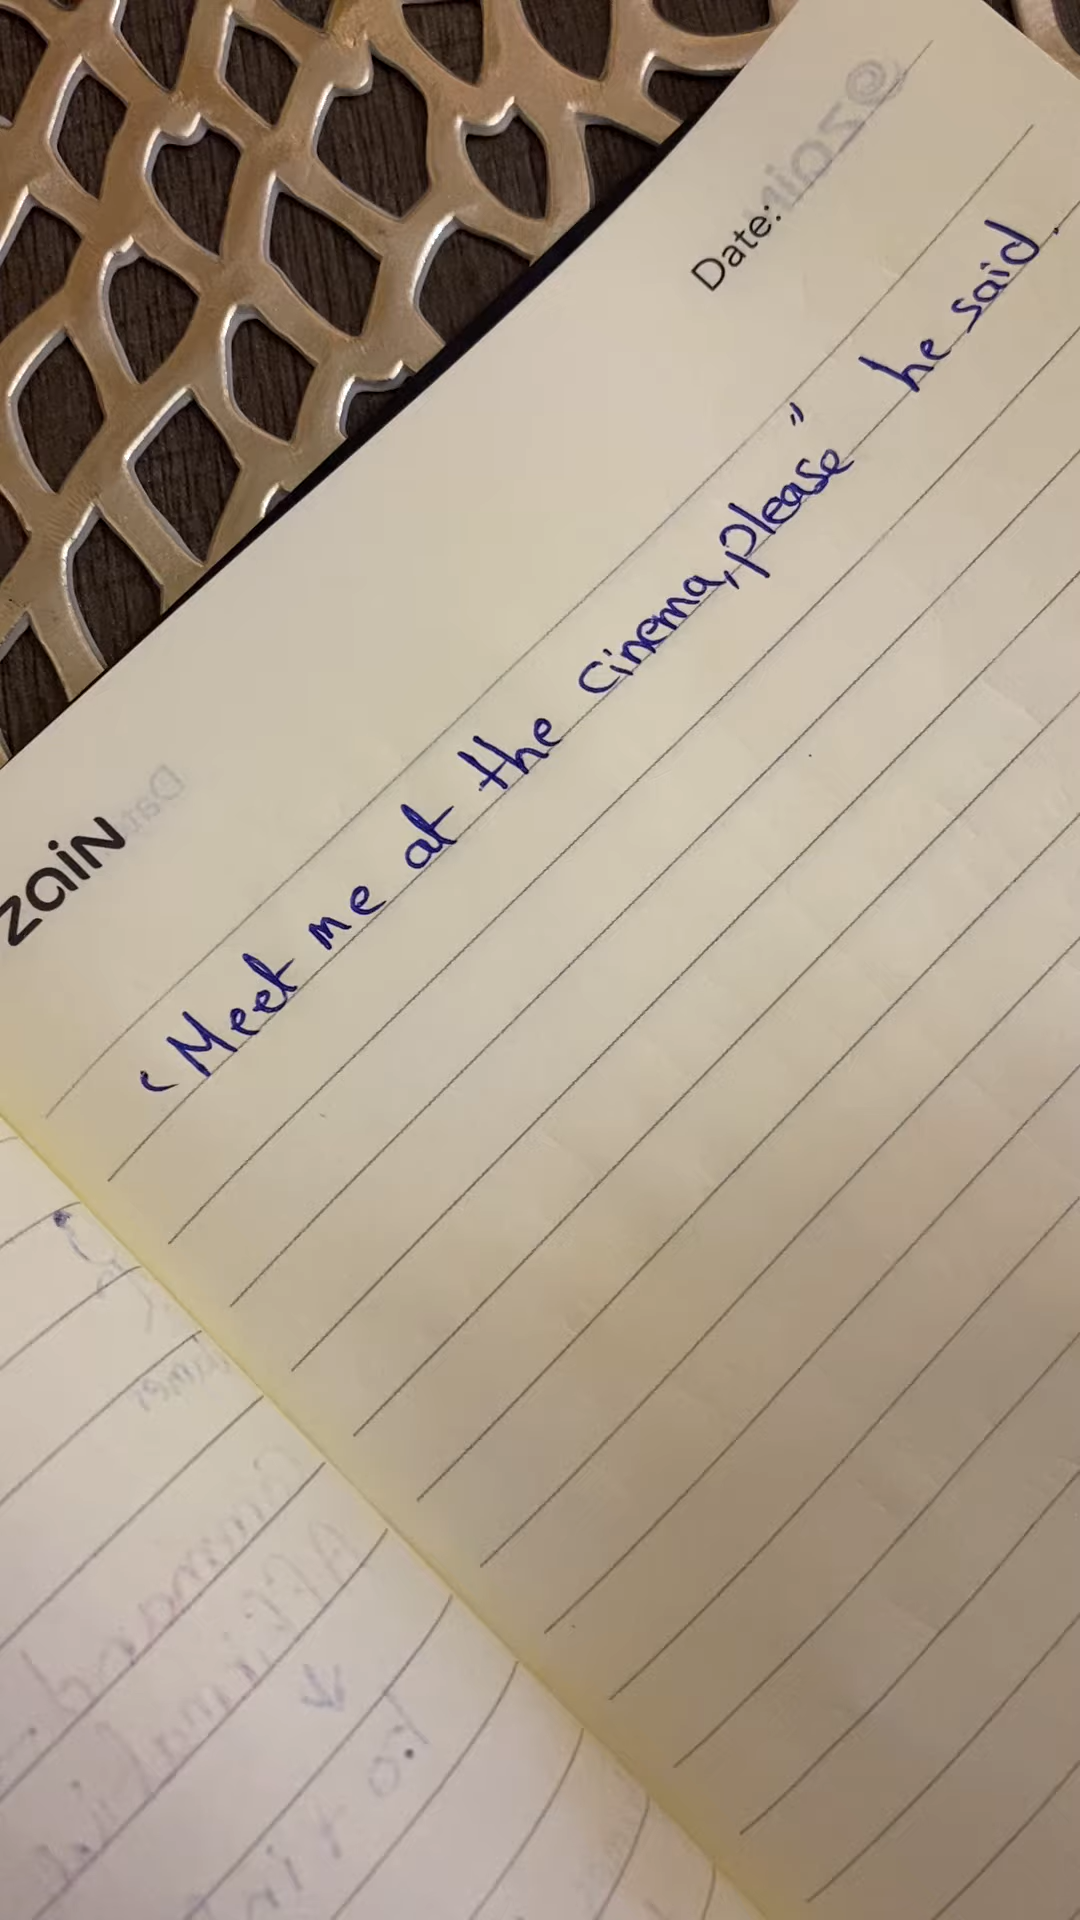 zain Date:
“Meet me at the cinema, please” he said.